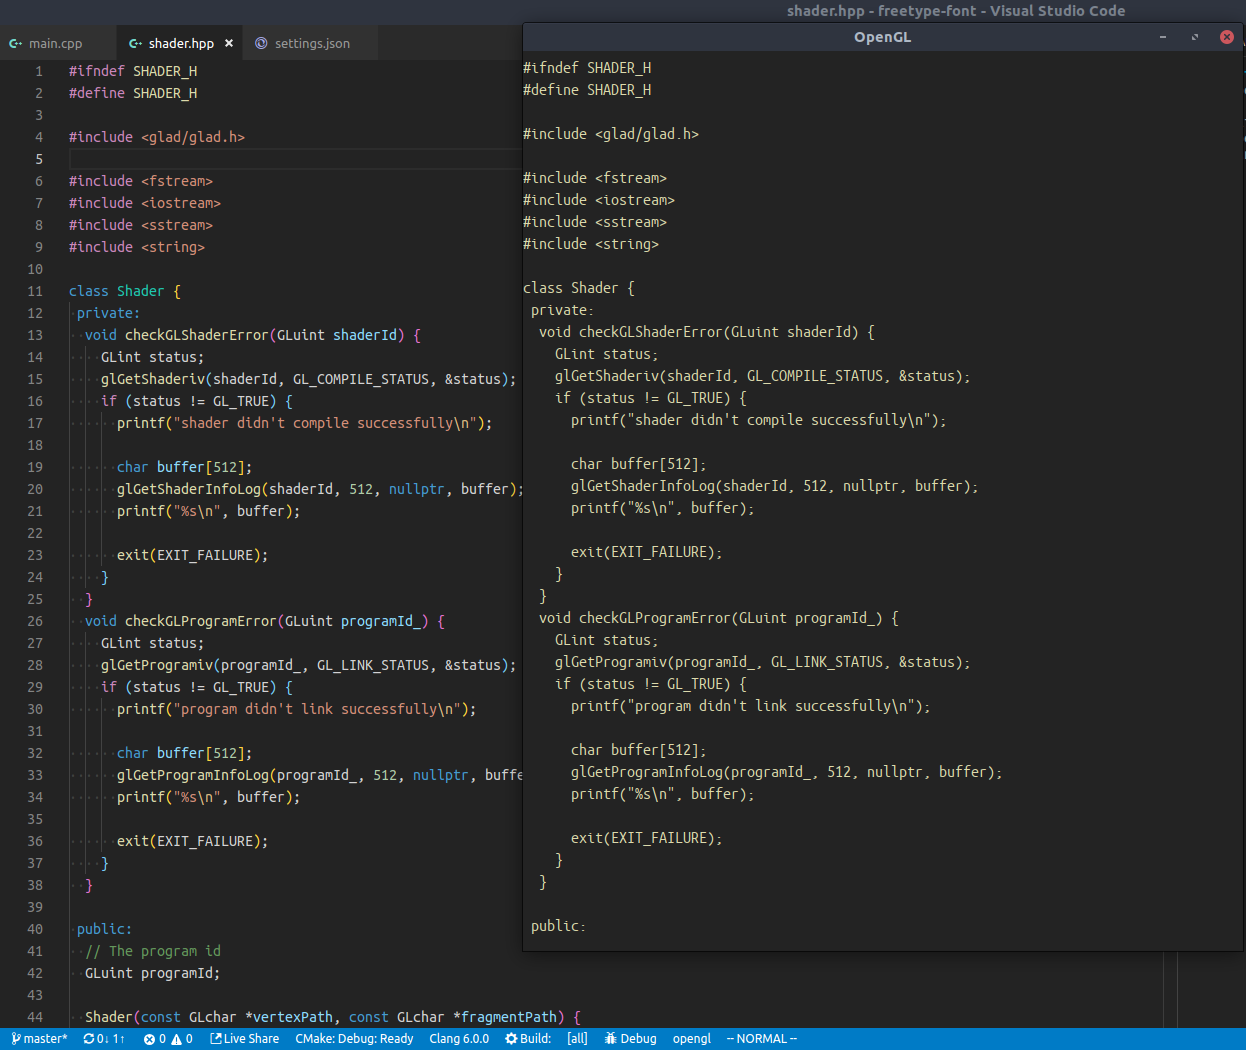 shader.hpp - freetype-font - Visual Studio Code
main.cpp
shader.hpp
settings.json
1 #ifndef SHADER_H
2 #define SHADER_H
3
4 #include <glad/glad.h>
5
6 #include <fstream>
7 #include <iostream>
8 #include <sstream>
9 #include <string>
10
11 class Shader {
12 private:
13 void checkGLShaderError(GLuint shaderId) {
14 GLint status;
15 glGetShaderiv(shaderId, GL_COMPILE_STATUS, &status);
16 if (status != GL_TRUE) {
17 printf("shader didn't compile successfully\n");
18
19 char buffer[512];
20 glGetShaderInfoLog(shaderId, 512, nullptr, buffer);
21 printf("%s\n", buffer);
22
23 exit(EXIT_FAILURE);
24 }
25 }
26 void checkGLProgramError(GLuint programId_) {
27 GLint status;
28 glGetProgramiv(programId_, GL_LINK_STATUS, &status);
29 if (status != GL_TRUE) {
30 printf("program didn't link successfully\n");
31
32 char buffer[512];
33 glGetProgramInfoLog(programId_, 512, nullptr, buffe
34 printf("%s\n", buffer);
35
36 exit(EXIT_FAILURE);
37 }
38 }
39
40 public:
41 // The program id
42 GLuint programId;
43
44 Shader(const GLchar *vertexPath, const GLchar *fragmentPath) {
OpenGL
#ifndef SHADER_H
#define SHADER_H

#include <glad/glad.h>

#include <fstream>
#include <iostream>
#include <sstream>
#include <string>

class Shader {
 private:
  void checkGLShaderError(GLuint shaderId) {
    GLint status;
    glGetShaderiv(shaderId, GL_COMPILE_STATUS, &status);
    if (status != GL_TRUE) {
      printf("shader didn't compile successfully\n");

      char buffer[512];
      glGetShaderInfoLog(shaderId, 512, nullptr, buffer);
      printf("%s\n", buffer);

      exit(EXIT_FAILURE);
    }
  }
  void checkGLProgramError(GLuint programId_) {
    GLint status;
    glGetProgramiv(programId_, GL_LINK_STATUS, &status);
    if (status != GL_TRUE) {
      printf("program didn't link successfully\n");

      char buffer[512];
      glGetProgramInfoLog(programId_, 512, nullptr, buffer);
      printf("%s\n", buffer);

      exit(EXIT_FAILURE);
    }
  }

 public:
master* 0↓ 1↑ 0 0 Live Share CMake: Debug: Ready Clang 6.0.0 Build: [all] Debug opengl -- NORMAL --